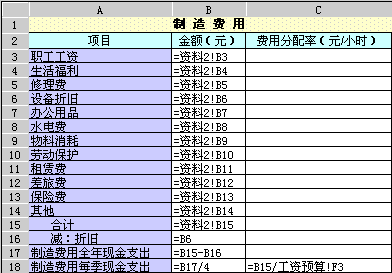 A B C
1 制 造 费 用
2 项目 金额（元） 费用分配率（元/小时）
3 职工工资 =资料2!B3
4 生活福利 =资料2!B4
5 修理费 =资料2!B5
6 设备折旧 =资料2!B6
7 办公用品 =资料2!B7
8 水电费 =资料2!B8
9 物料消耗 =资料2!B9
10 劳动保护 =资料2!B10
11 租赁费 =资料2!B11
12 差旅费 =资料2!B12
13 保险费 =资料2!B13
14 其他 =资料2!B14
15 合计 =资料2!B15
16 减：折旧 =B6
17 制造费用全年现金支出 =B15-B16
18 制造费用每季现金支出 =B17/4 =B15/工资预算!F3